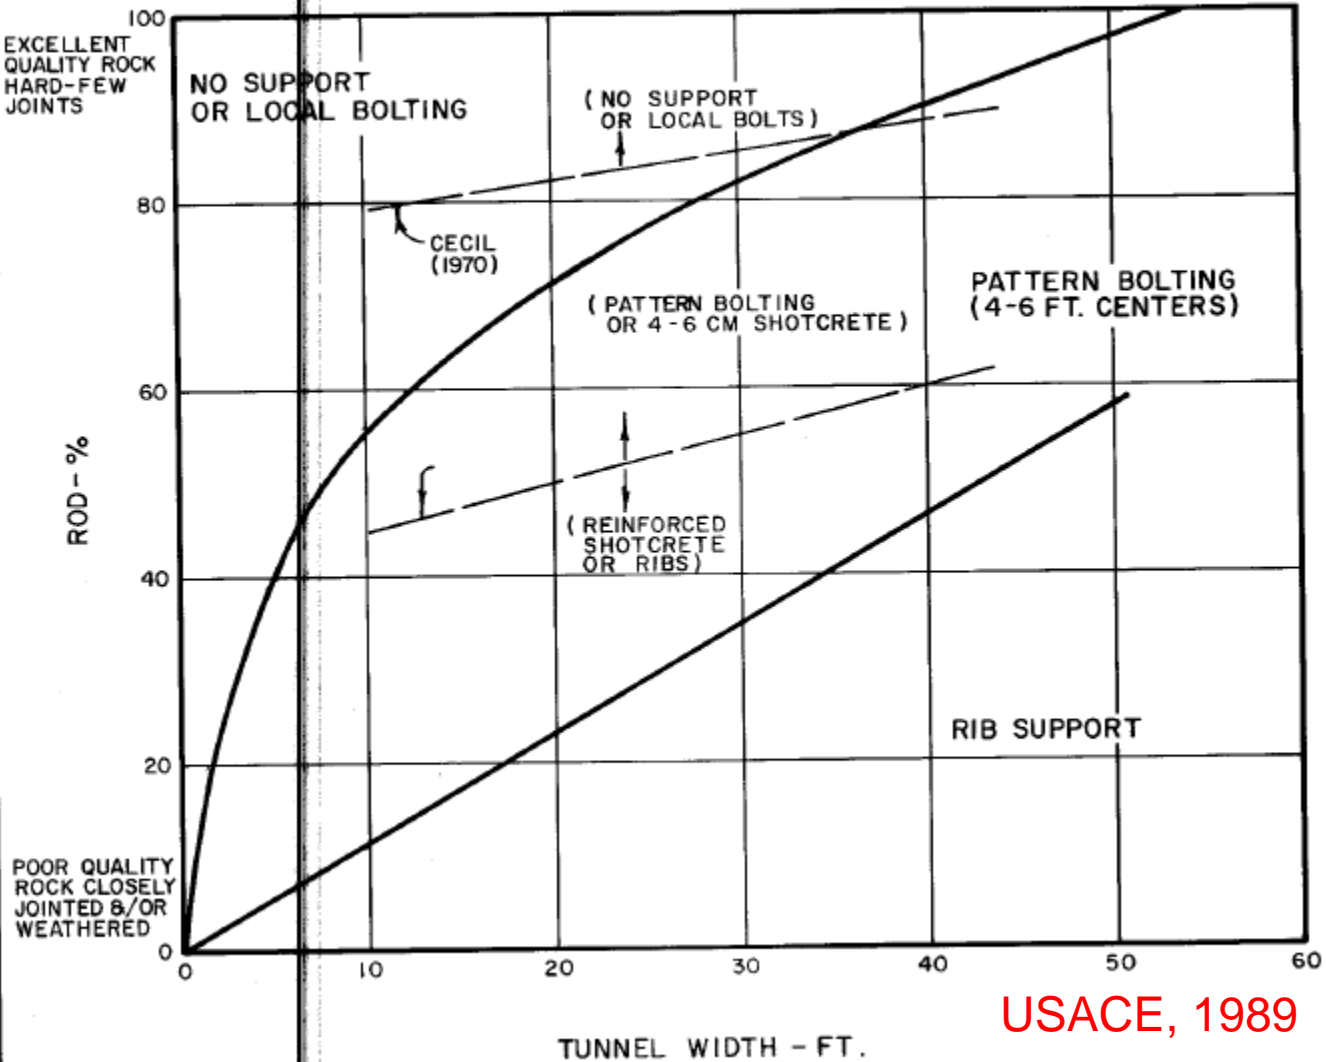 100
EXCELLENT
QUALITY ROCK
HARD-FEW
JOINTS
NO SUPPORT
OR LOCAL BOLTING
( NO SUPPORT
OR LOCAL BOLTS )
80
CECIL
(1970)
( PATTERN BOLTING
OR 4-6 CM SHOTCRETE )
PATTERN BOLTING
(4-6 FT. CENTERS)
60
RQD-%
( REINFORCED
SHOTCRETE
OR RIBS)
40
RIB SUPPORT
20
POOR QUALITY
ROCK CLOSELY
JOINTED &/OR
WEATHERED
0
0 10 20 30 40 50 60
USACE, 1989
TUNNEL WIDTH - FT.